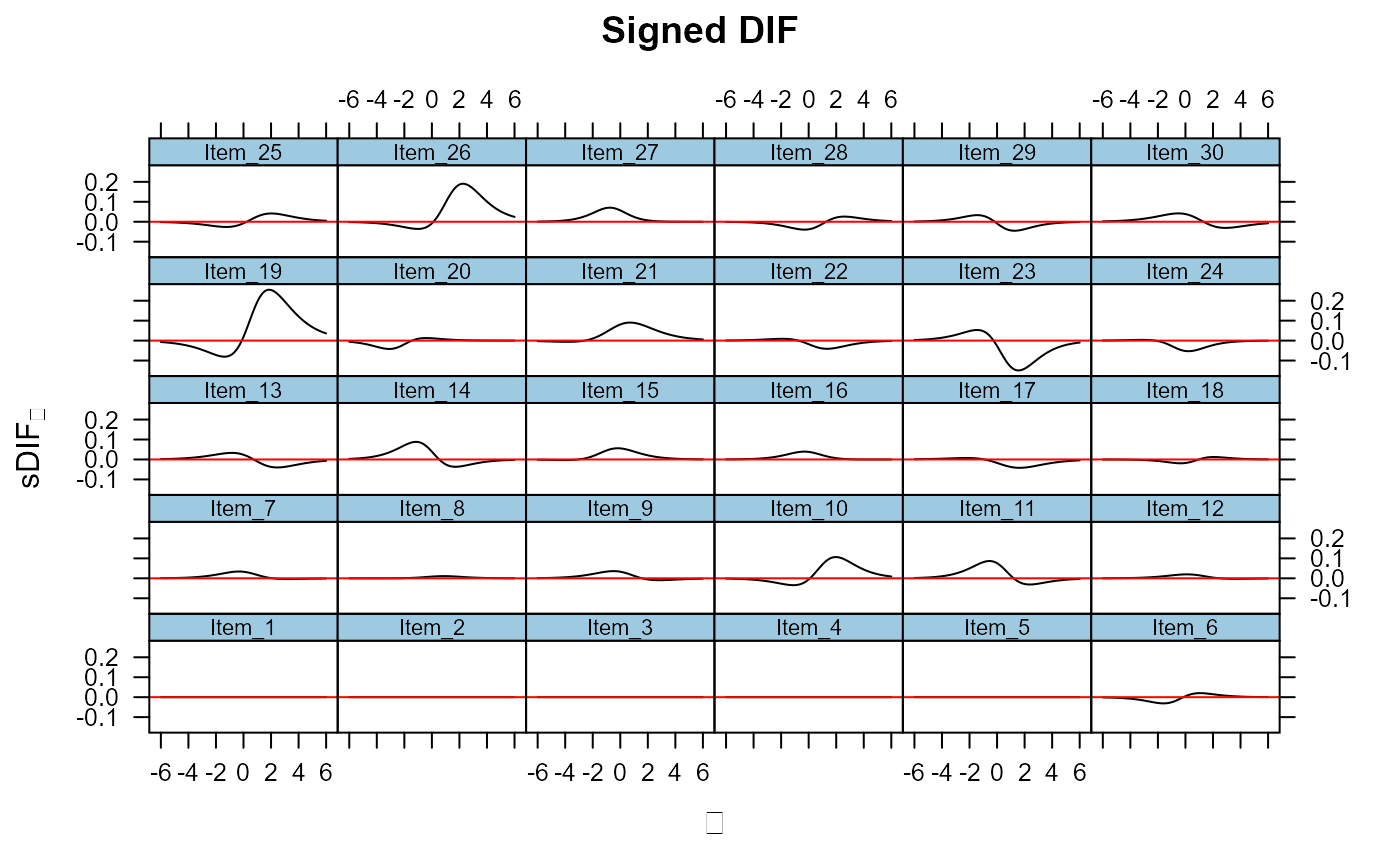 Signed DIF
-6 -4 -2 0 2 4 6 -6 -4 -2 0 2 4 6 -6 -4 -2 0 2 4 6
Item_25 Item_26 Item_27 Item_28 Item_29 Item_30
0.2
0.1
0.0
-0.1
Item_19 Item_20 Item_21 Item_22 Item_23 Item_24
0.2
0.1
0.0
-0.1
Item_13 Item_14 Item_15 Item_16 Item_17 Item_18
0.2
0.1
0.0
-0.1
Item_7 Item_8 Item_9 Item_10 Item_11 Item_12
0.2
0.1
0.0
-0.1
Item_1 Item_2 Item_3 Item_4 Item_5 Item_6
0.2
0.1
0.0
-0.1
-6 -4 -2 0 2 4 6 -6 -4 -2 0 2 4 6 -6 -4 -2 0 2 4 6
sDIF